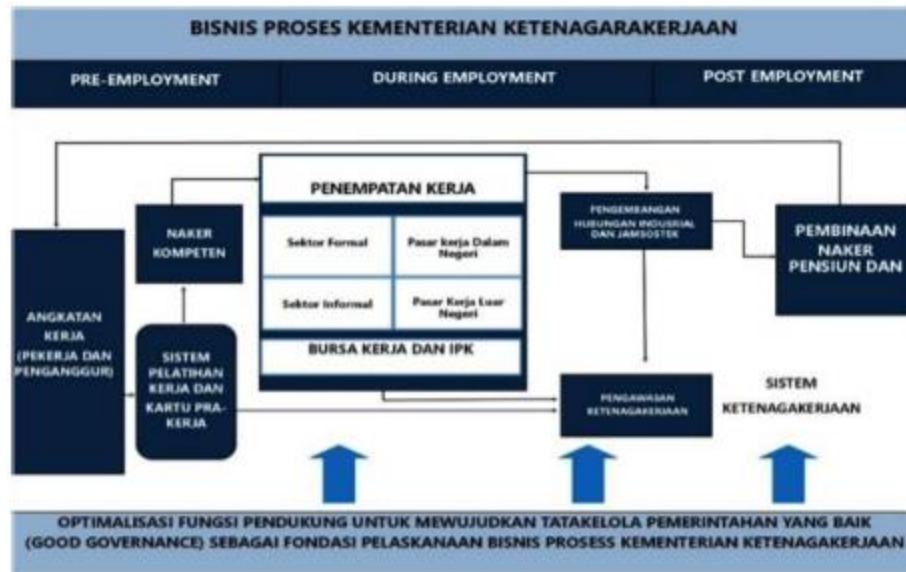 BISNIS PROSES KEMENTERIAN KETENAGARAKERJAAN
PRE-EMPLOYMENT
DURING EMPLOYMENT
POST EMPLOYMENT
PENEMPATAN KERJA
Sektor Formal
Pasar kerja Dalam
Negeri
Sektor Informal
Pasar Kerja Luar
Negeri
BURSA KERJA DAN IPK
NAKER
KOMPETEN
ANGKATAN
KERJA
(PEKERJA DAN
PENGANGGUR)
SISTEM
PELATIHAN
KERJA DAN
KARTU PRA-
KERJA
PENGEMBANGAN
HUBUNGAN INDUSRIAL
DAN JAMSOSTEK
PEMBINAAN
NAKER
PENSIUN DAN
PENGAWASAN
KETENAGAKERJAAN
SISTEM
KETENAGAKERJAAN
OPTIMALISASI FUNGSI PENDUKUNG UNTUK MEWUJUDKAN TATAKELOLA PEMERINTAHAN YANG BAIK
(GOOD GOVERNANCE) SEBAGAI FONDASI PELASKANAAN BISNIS PROSESS KEMENTERIAN KETENAGAKERJAAN